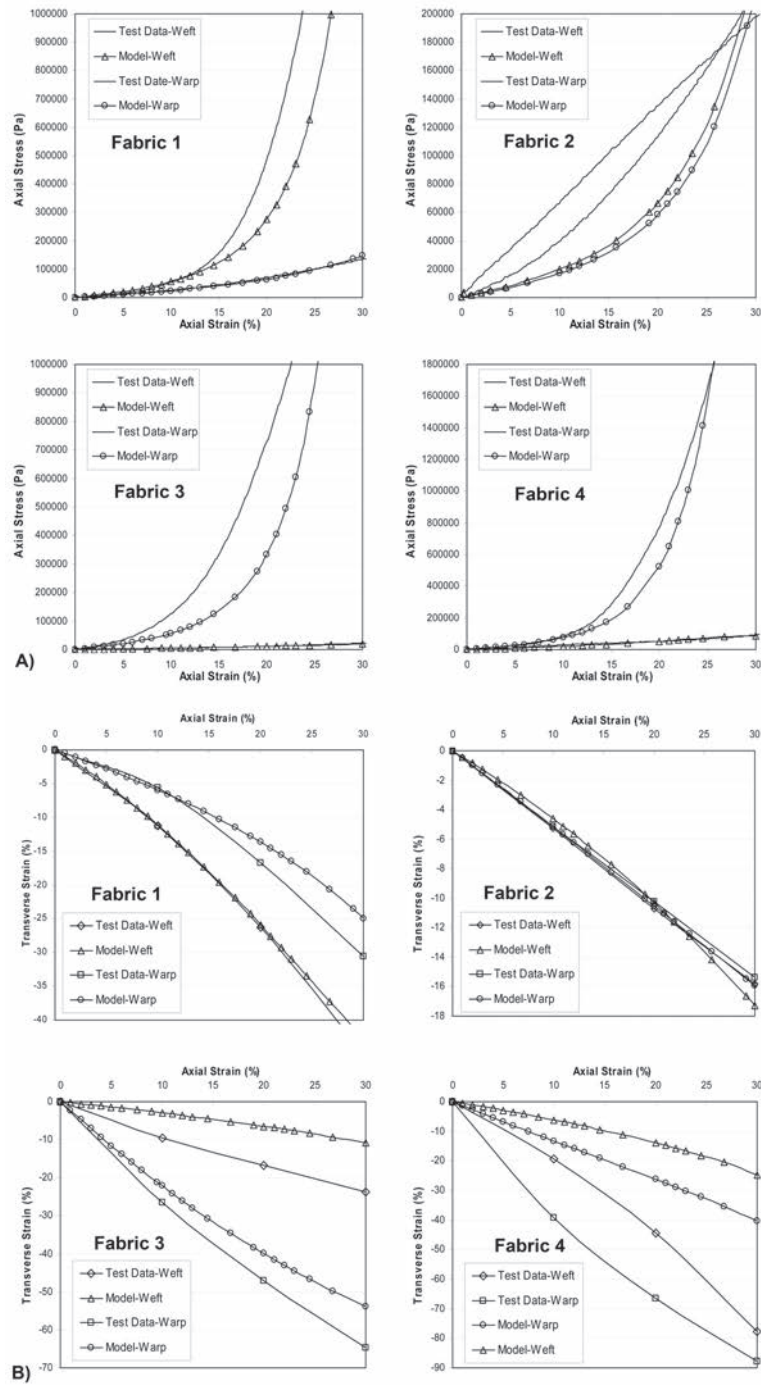 1000000
900000
800000
700000
600000
500000
400000
300000
200000
100000
0
Axial Stress (Pa)
Test Data-Weft
Model-Weft
Test Date-Warp
Model-Warp
Fabric 1
0 5 10 15 20 25 30
Axial Strain (%)
200000
180000
160000
140000
120000
100000
80000
60000
40000
20000
0
Axial Stress (Pa)
Test Data-Weft
Model-Weft
Test Data-Warp
Model-Warp
Fabric 2
0 5 10 15 20 25 30
Axial Strain (%)
1000000
900000
800000
700000
600000
500000
400000
300000
200000
100000
0
Axial Stress (Pa)
Test Data-Weft
Model-Weft
Test Data-Warp
Model-Warp
Fabric 3
0 5 10 15 20 25 30
Axial Strain (%)
1800000
1600000
1400000
1200000
1000000
800000
600000
400000
200000
0
Axial Stress (Pa)
Test Data-Weft
Model-Weft
Test Data-Warp
Model-Warp
Fabric 4
0 5 10 15 20 25 30
Axial Strain (%)
A)
Axial Strain (%)
0 5 10 15 20 25 30
0
-5
-10
-15
-20
-25
-30
-35
-40
Transverse Strain (%)
Fabric 1
Test Data-Weft
Model-Weft
Test Data-Warp
Model-Warp
Axial Strain (%)
0 5 10 15 20 25 30
0
-2
-4
-6
-8
-10
-12
-14
-16
-18
Transverse Strain (%)
Fabric 2
Test Data-Weft
Model-Weft
Test Data-Warp
Model-Warp
Axial Strain (%)
0 5 10 15 20 25 30
0
-10
-20
-30
-40
-50
-60
-70
Transverse Strain (%)
Fabric 3
Test Data-Weft
Model-Weft
Test Data-Warp
Model-Warp
Axial Strain (%)
0 5 10 15 20 25 30
0
-10
-20
-30
-40
-50
-60
-70
-80
-90
Transverse Strain (%)
Fabric 4
Test Data-Weft
Test Data-Warp
Model-Warp
Model-Weft
B)